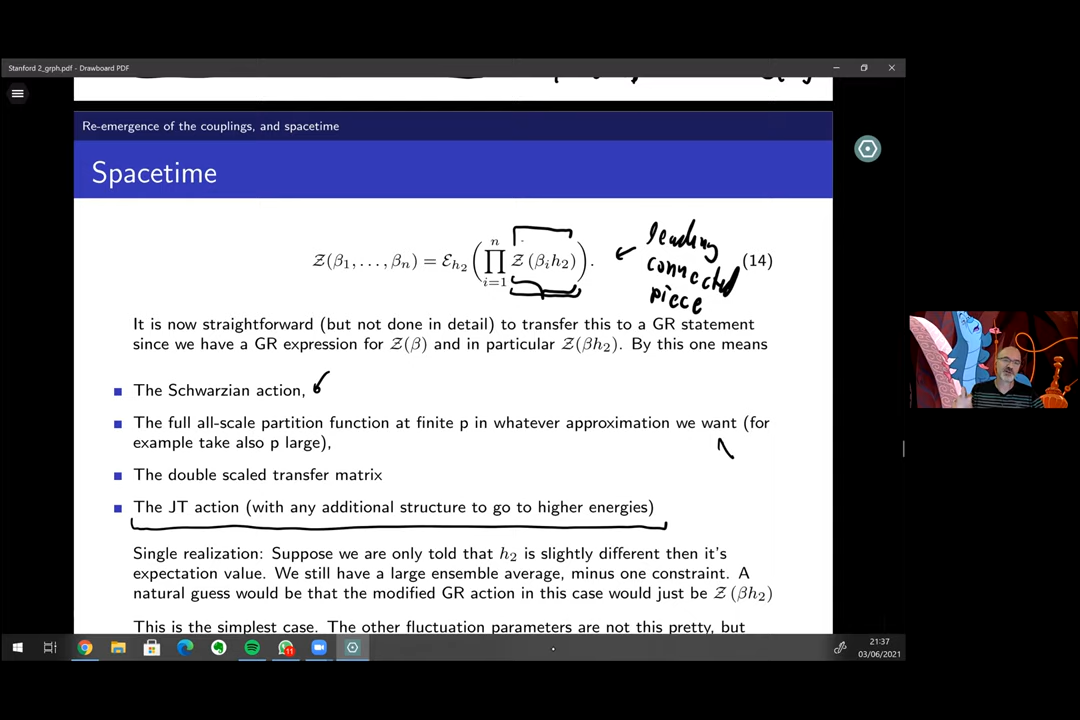 Stanford 2_grph.pdf - Drawboard PDF
Re-emergence of the couplings, and spacetime
Spacetime
𝒵(β₁, . . . , βₙ) = ℰ_{h₂} ( ∏_{i=1}^{n} 𝒵 (βᵢh₂) ) . (14)
leading
connected
piece
It is now straightforward (but not done in detail) to transfer this to a GR statement
since we have a GR expression for 𝒵(β) and in particular 𝒵(βh₂). By this one means
■ The Schwarzian action,
■ The full all-scale partition function at finite p in whatever approximation we want (for
example take also p large),
■ The double scaled transfer matrix
■ The JT action (with any additional structure to go to higher energies)
Single realization: Suppose we are only told that h₂ is slightly different then it's
expectation value. We still have a large ensemble average, minus one constraint. A
natural guess would be that the modified GR action in this case would just be 𝒵 (βh₂)
This is the simplest case. The other fluctuation parameters are not this pretty, but
11
21:37
03/06/2021